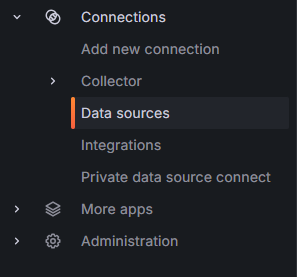 Connections
Add new connection
Collector
Data sources
Integrations
Private data source connect
More apps
Administration